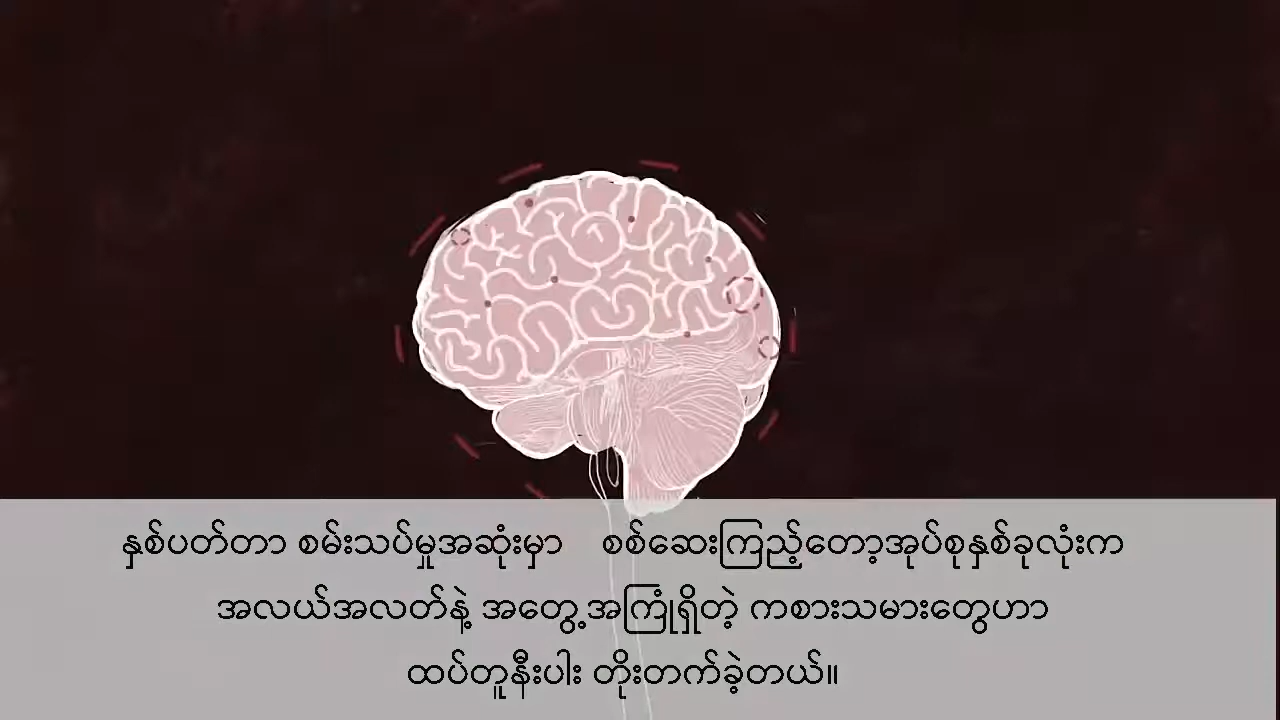 နှစ်ပတ်တာ စမ်းသပ်မှုအဆုံးမှာ စစ်ဆေးကြည့်တော့အုပ်စုနှစ်ခုလုံးက
အလယ်အလတ်နဲ့ အတွေ့အကြုံရှိတဲ့ ကစားသမားတွေဟာ
ထပ်တူနီးပါး တိုးတက်ခဲ့တယ်။